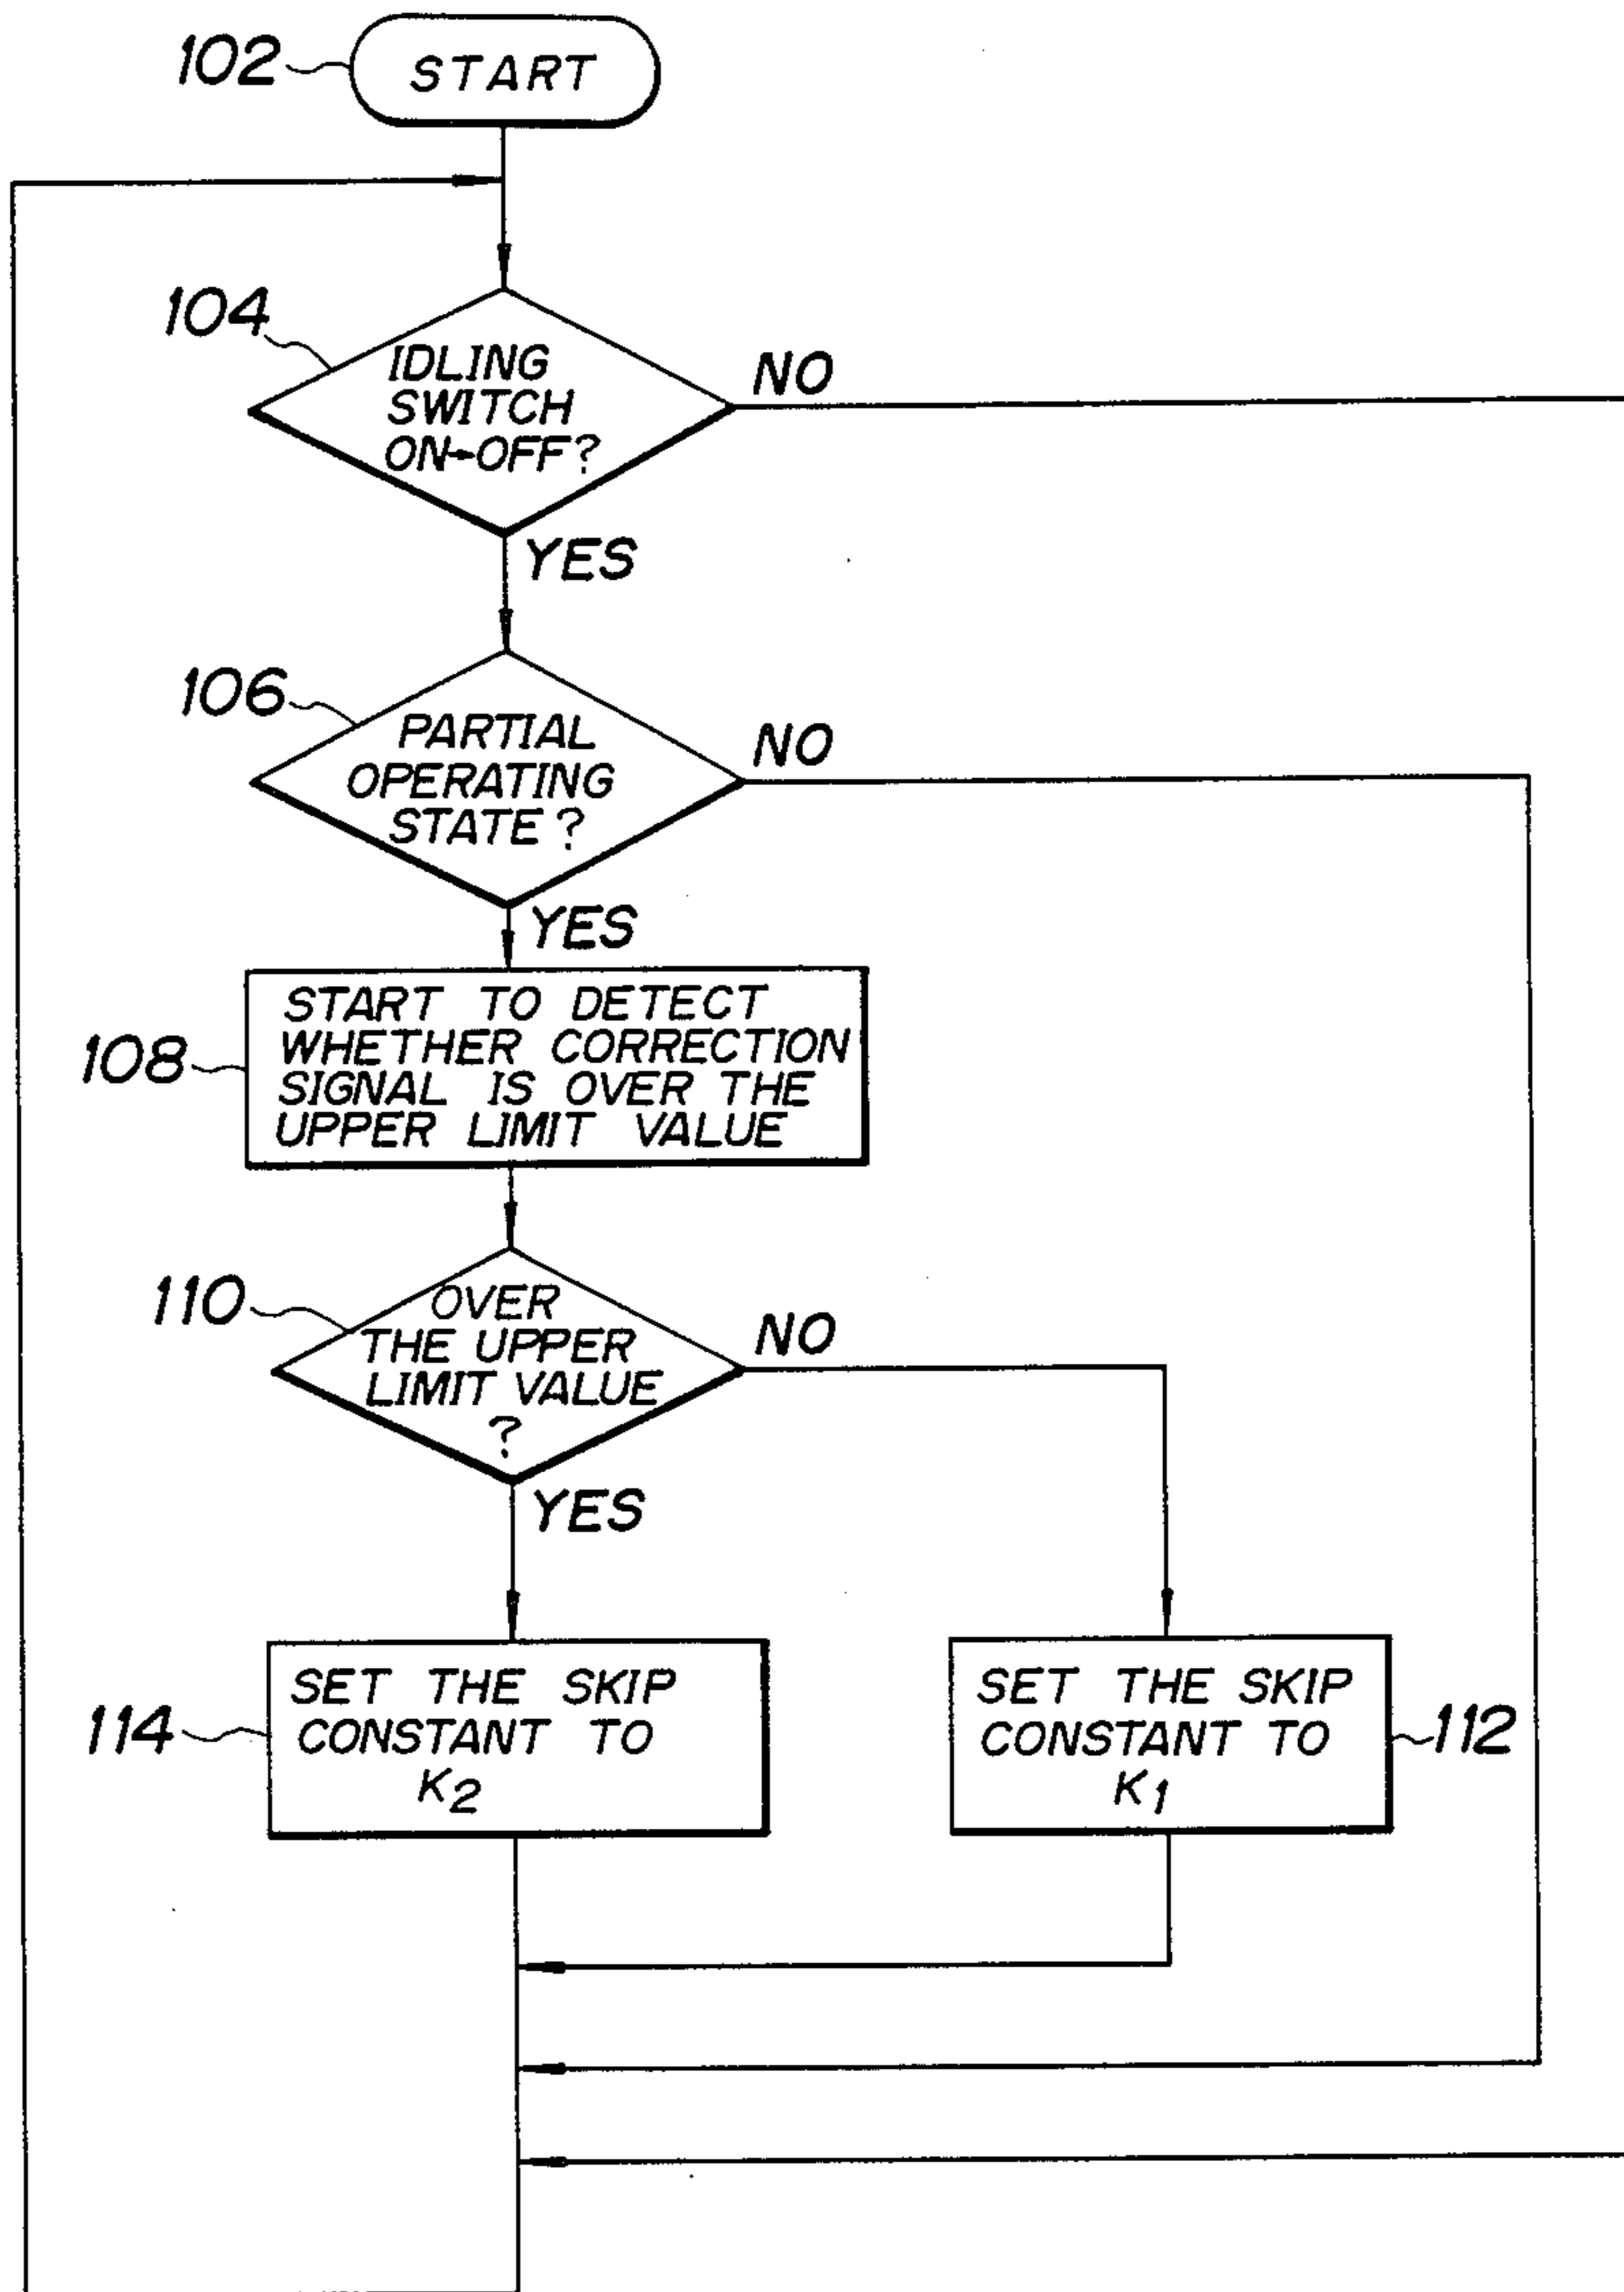 102
START
104
IDLING
SWITCH
ON→OFF?
NO
YES
106
PARTIAL
OPERATING
STATE?
NO
YES
108
START TO DETECT
WHETHER CORRECTION
SIGNAL IS OVER THE
UPPER LIMIT VALUE
110
OVER
THE UPPER
LIMIT VALUE
?
NO
YES
114
SET THE SKIP
CONSTANT TO
K2
SET THE SKIP
CONSTANT TO
K1
112